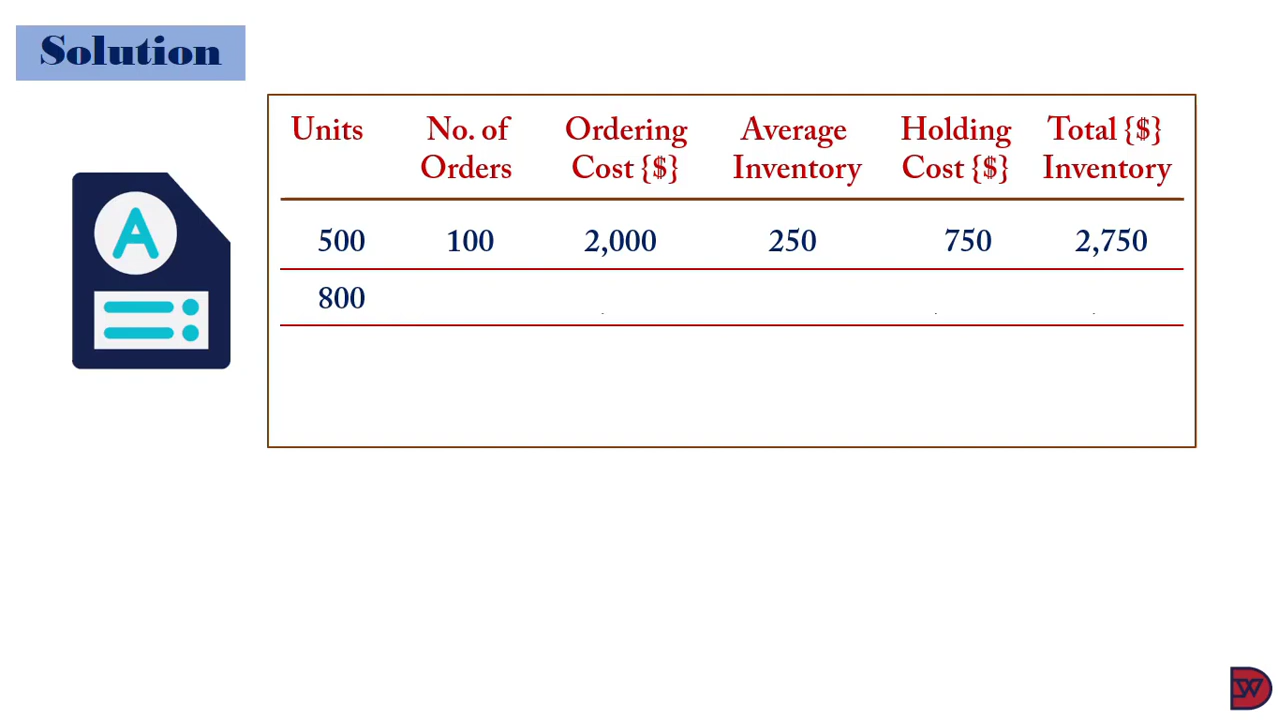 Solution
Units No. of Orders Ordering Cost {$} Average Inventory Holding Cost {$} Total {$} Inventory
500 100 2,000 250 750 2,750
800
A
DW